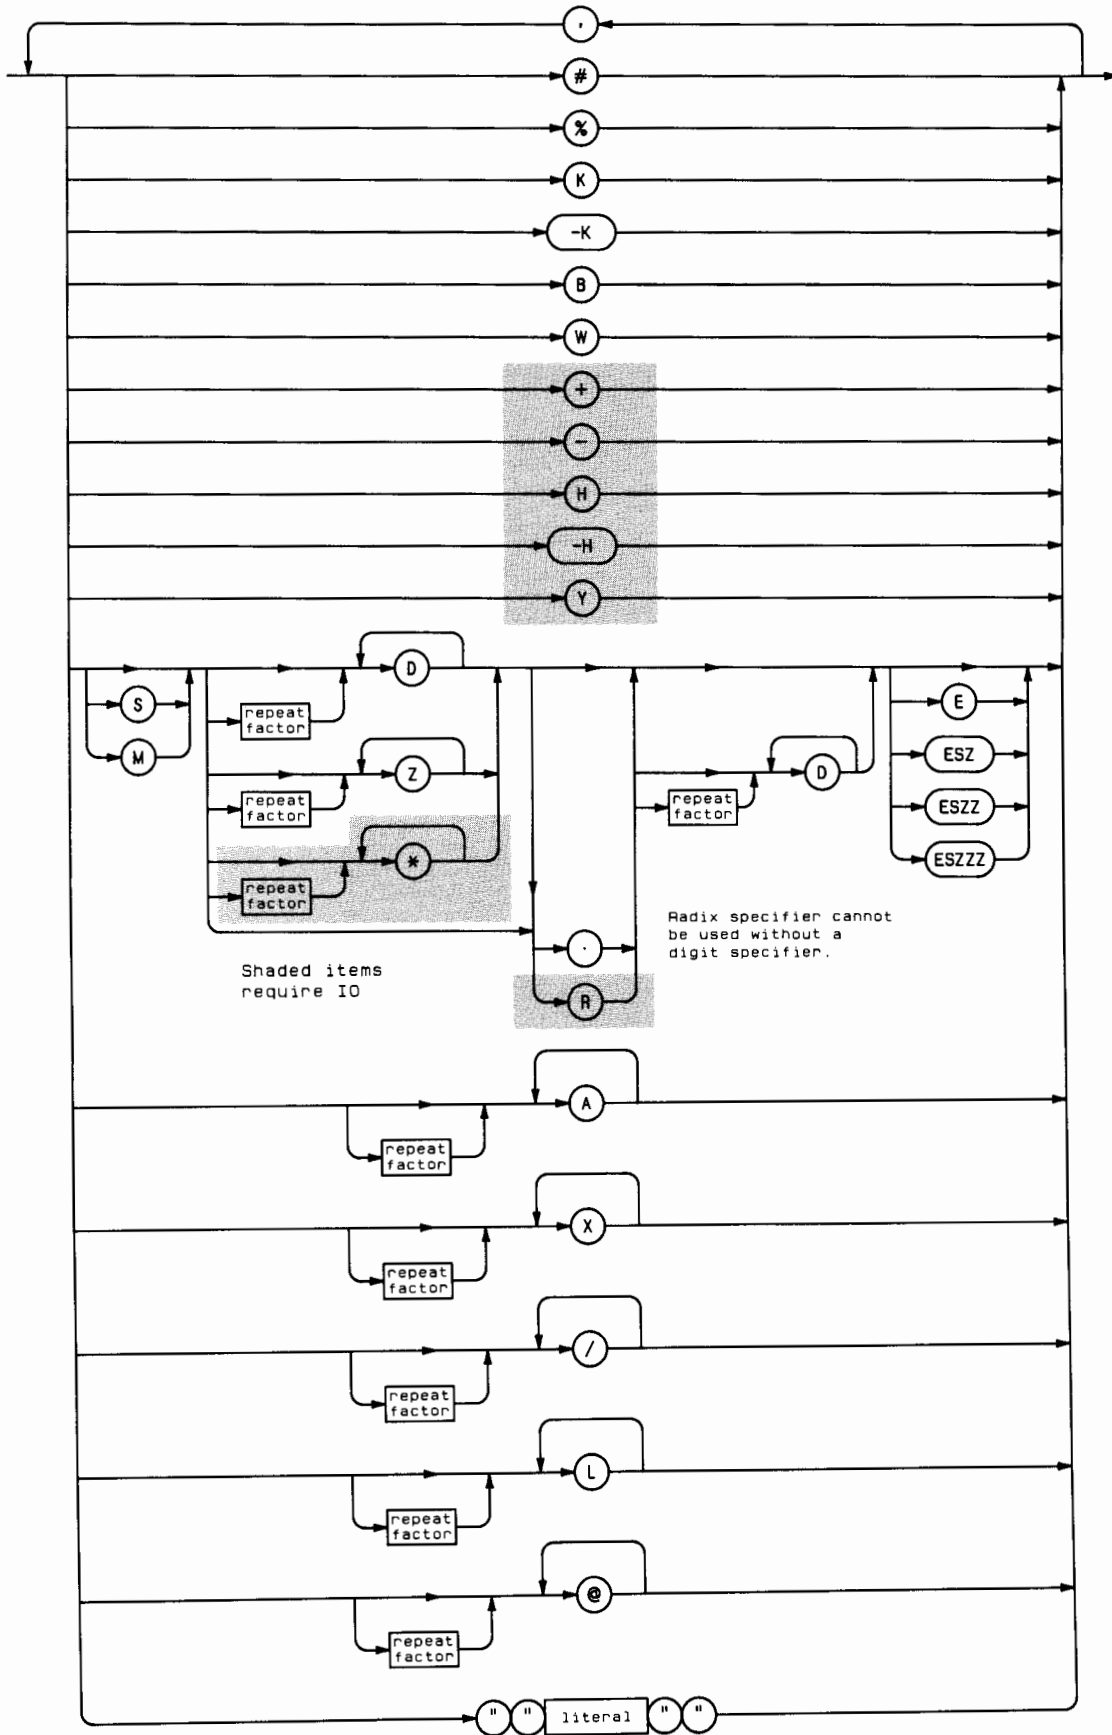 ,
#
%
K
-K
B
W
+
-
H
-H
Y
D
S
repeat
factor
M
Z
repeat
factor
*
repeat
factor
.
R
D
repeat
factor
E
ESZ
ESZZ
ESZZZ
Radix specifier cannot
be used without a
digit specifier.
Shaded items
require IO
A
repeat
factor
X
repeat
factor
/
repeat
factor
L
repeat
factor
@
repeat
factor
" " literal " "